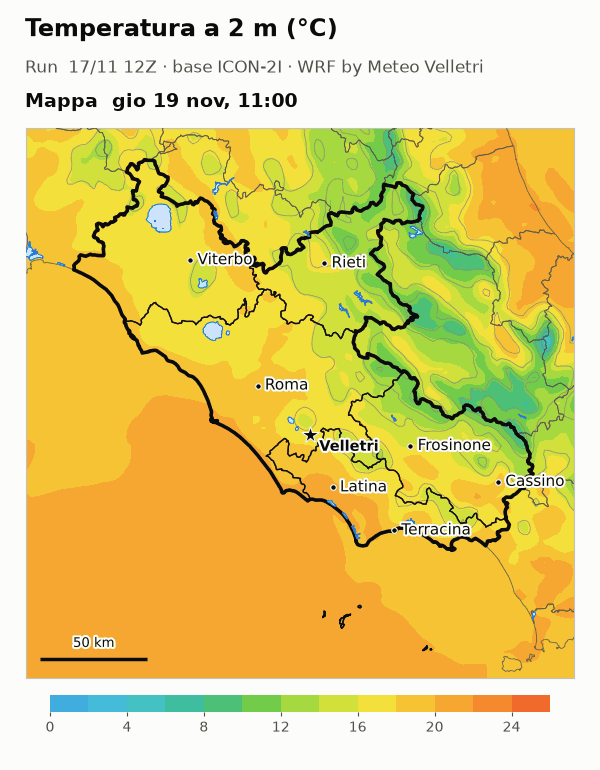 Temperatura a 2 m (°C)
Run  17/11 12Z · base ICON-2I · WRF by Meteo Velletri
Mappa  gio 19 nov, 11:00
Viterbo
Rieti
Roma
Velletri
Frosinone
Cassino
Latina
Terracina
50 km
0 4 8 12 16 20 24